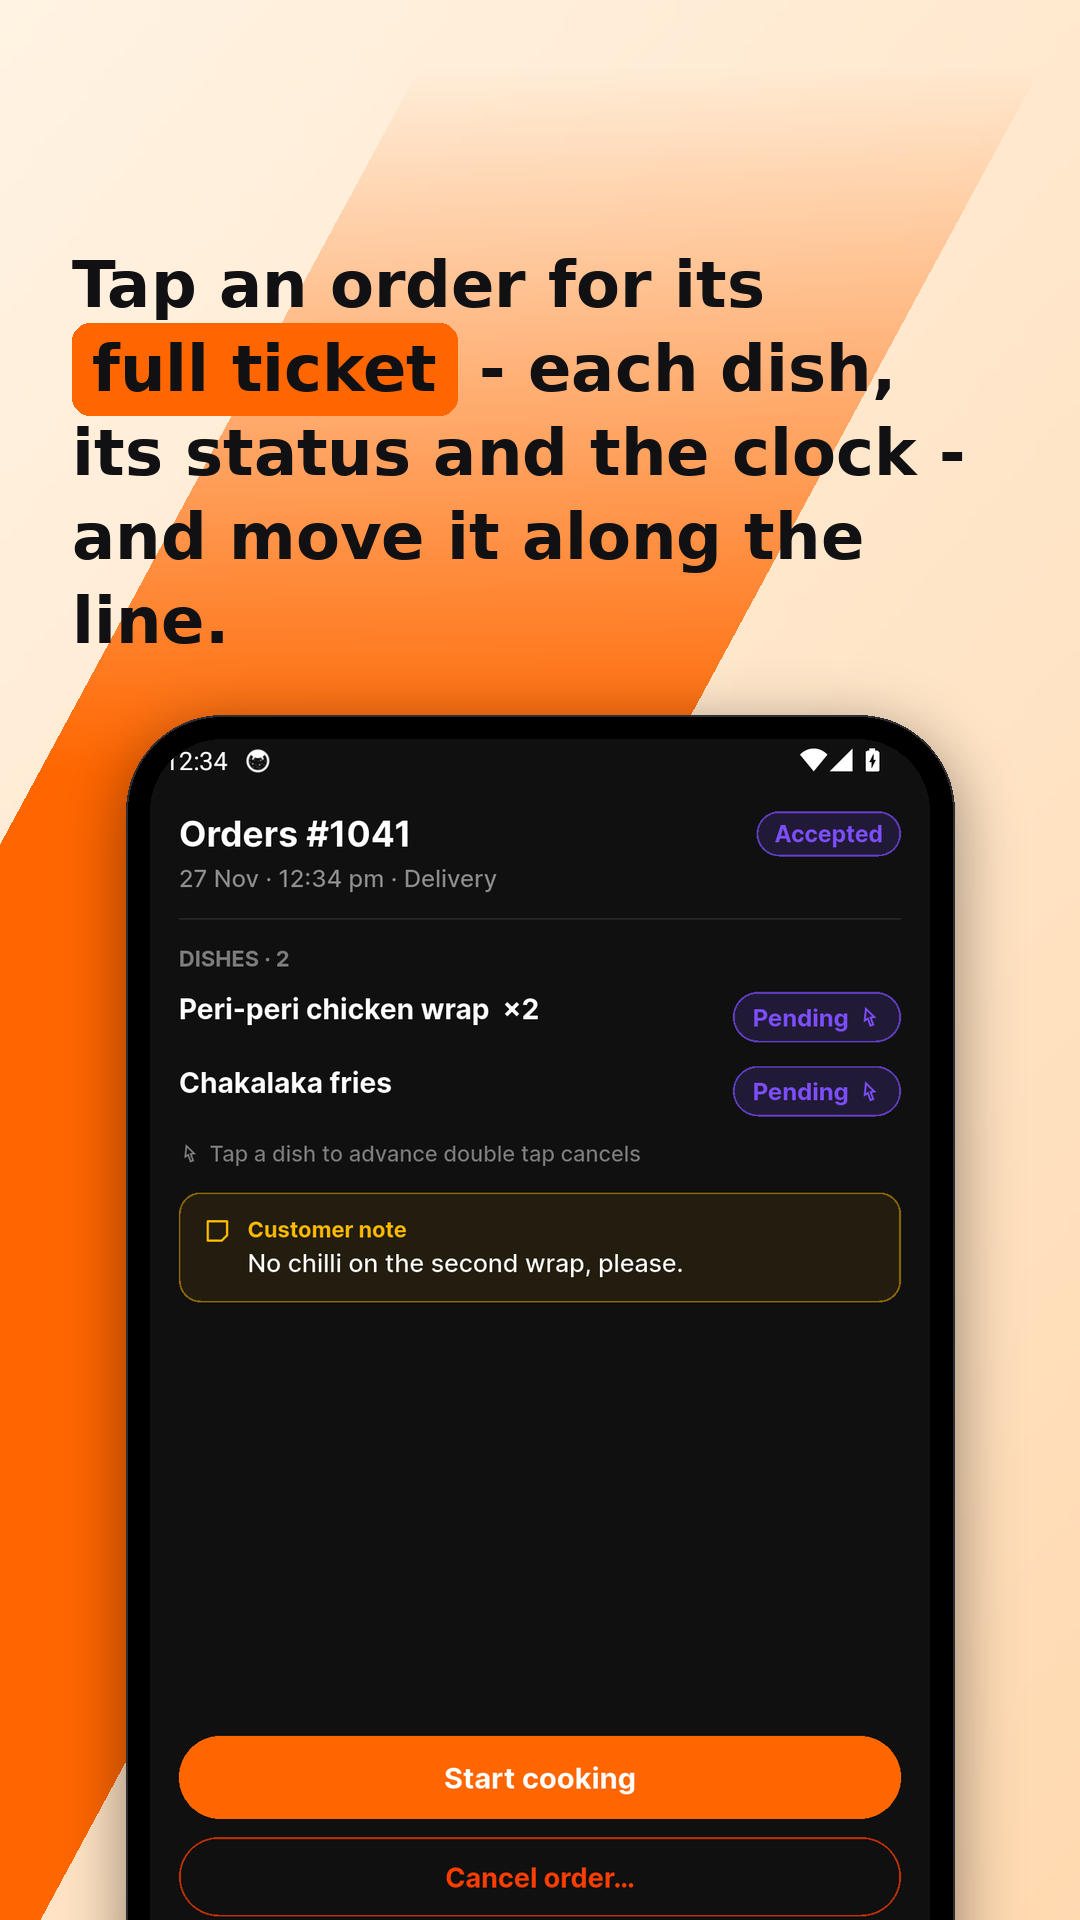 Tap an order for its
full ticket - each dish,
its status and the clock -
and move it along the
line.
12:34
Orders #1041
Accepted
27 Nov · 12:34 pm · Delivery
DISHES · 2
Peri-peri chicken wrap ×2
Pending
Chakalaka fries
Pending
Tap a dish to advance double tap cancels
Customer note
No chilli on the second wrap, please.
Start cooking
Cancel order...